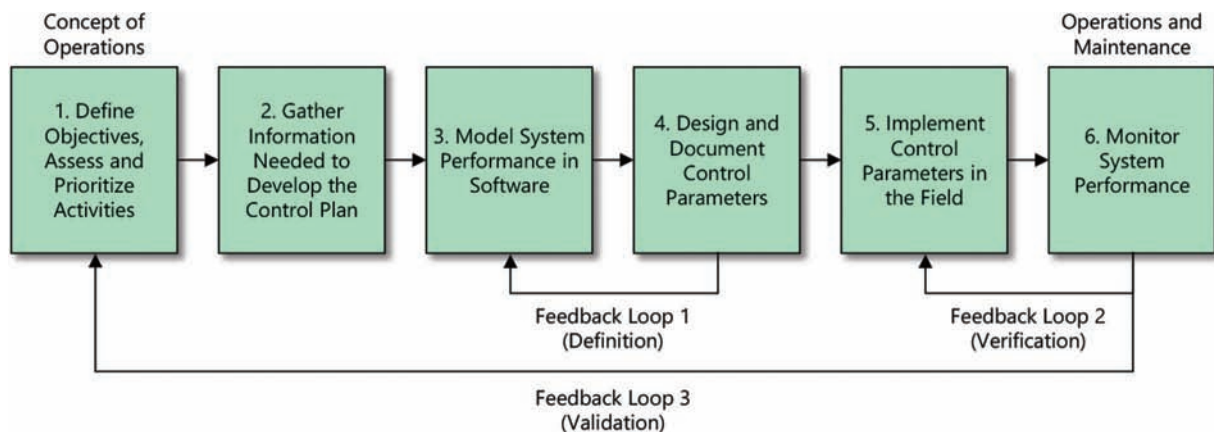 Concept of
Operations
Operations and
Maintenance
1. Define
Objectives,
Assess and
Prioritize
Activities
2. Gather
Information
Needed to
Develop the
Control Plan
3. Model System
Performance in
Software
4. Design and
Document
Control
Parameters
5. Implement
Control
Parameters in
the Field
6. Monitor
System
Performance
Feedback Loop 1
(Definition)
Feedback Loop 2
(Verification)
Feedback Loop 3
(Validation)